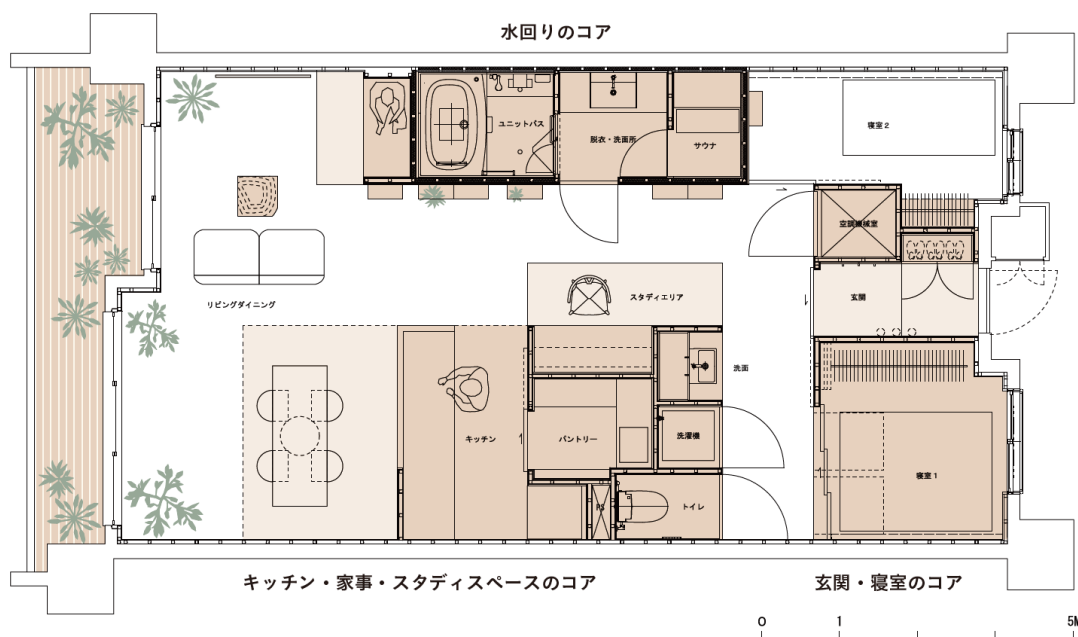 水回りのコア
ユニットバス
脱衣・洗面所
サウナ
寝室2
空調機械室
玄関
スタディエリア
リビングダイニング
洗面
キッチン
パントリー
洗濯機
PS
トイレ
寝室1
キッチン・家事・スタディスペースのコア
玄関・寝室のコア
0 1 5M